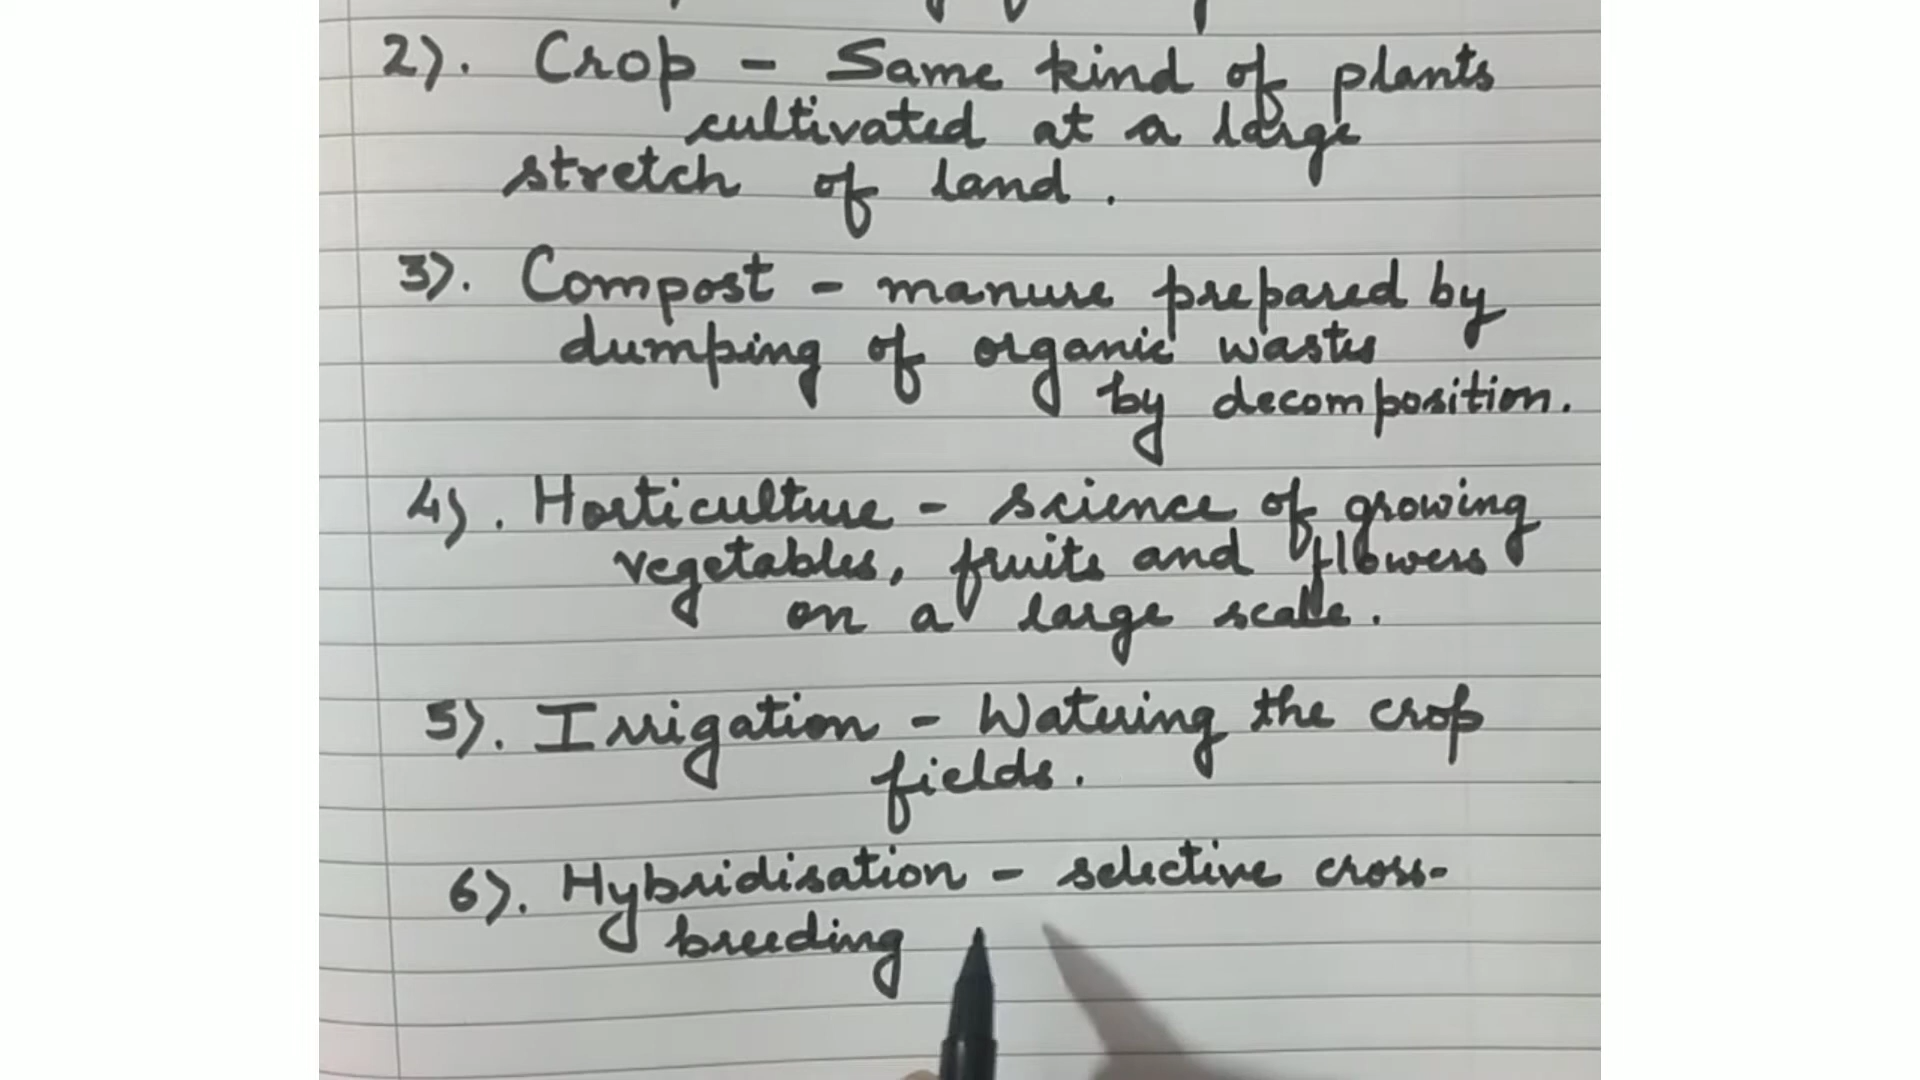 2). Crop - Same kind of plants
cultivated at a large
stretch of land.
3). Compost - manure prepared by
dumping of organic wastes
by decomposition.
4). Horticulture - science of growing
vegetables, fruits and flowers
on a large scale.
5). Irrigation - Watering the crop
fields.
6). Hybridisation - selective cross-
breeding